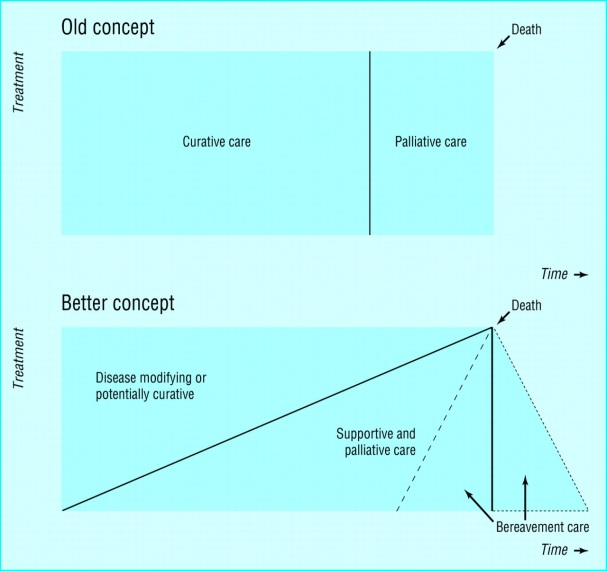 Old concept
Death
Treatment
Curative care
Palliative care
Time
Better concept
Death
Treatment
Disease modifying or
potentially curative
Supportive and
palliative care
Bereavement care
Time